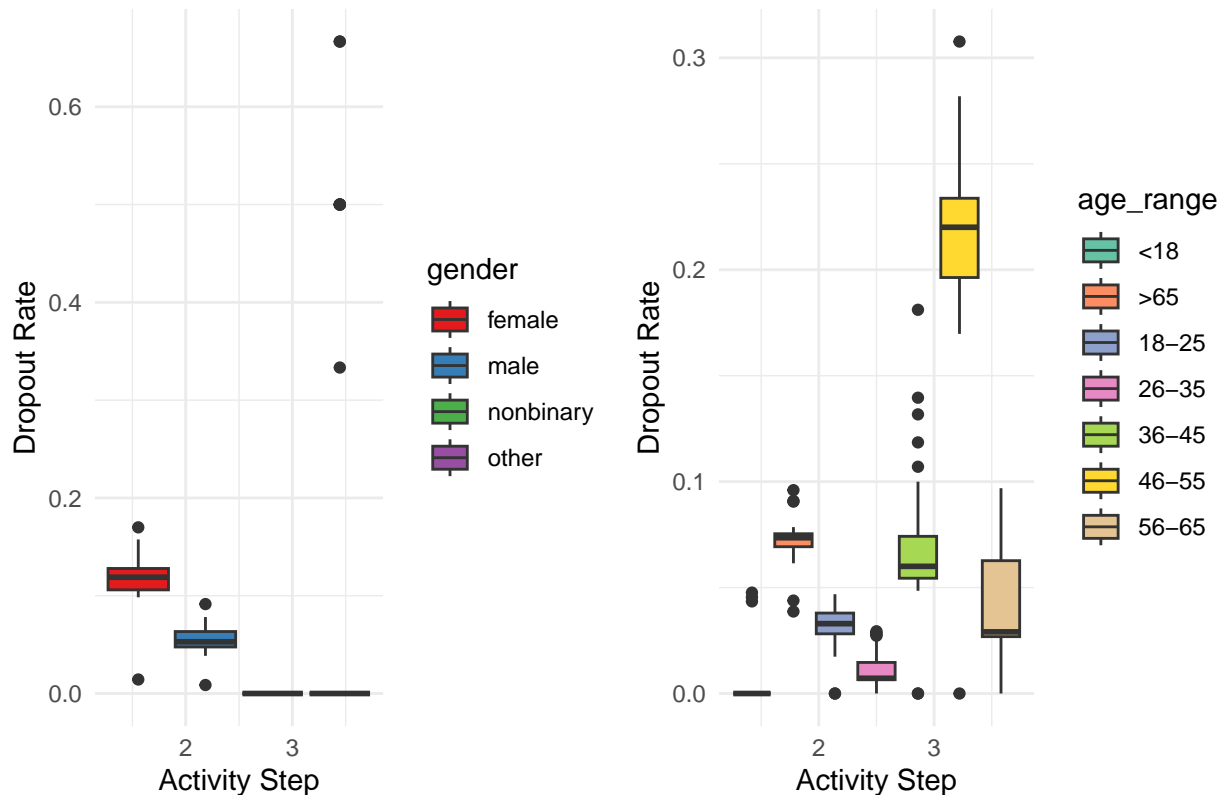 0.6
0.4
0.2
0.0
Dropout Rate
2
3
Activity Step
gender
female
male
nonbinary
other
0.3
0.2
0.1
0.0
Dropout Rate
2
3
Activity Step
age_range
<18
>65
18−25
26−35
36−45
46−55
56−65